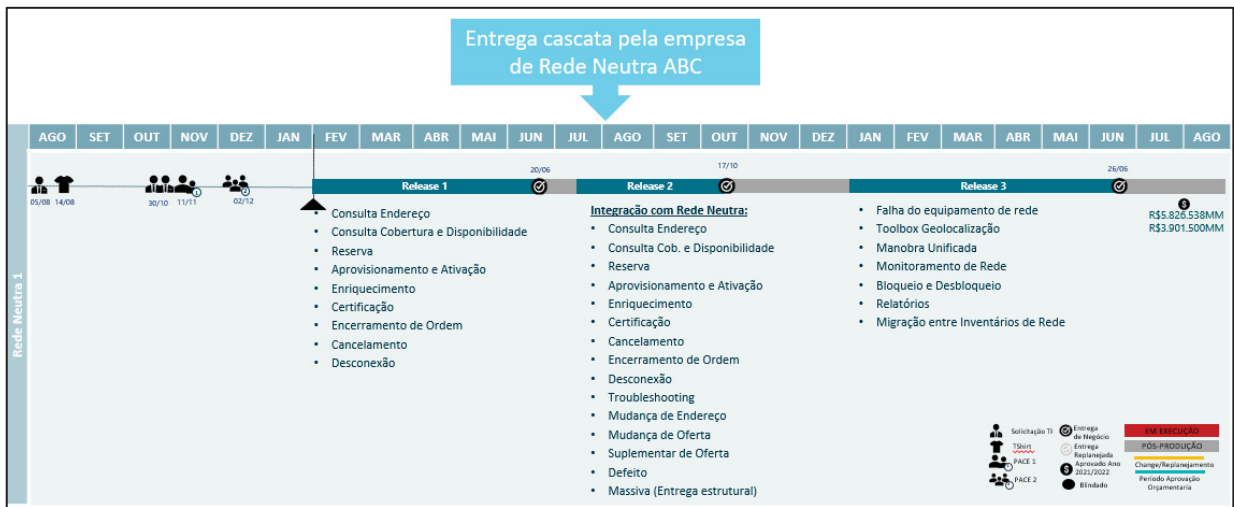 Entrega cascata pela empresa
de Rede Neutra ABC
AGO SET OUT NOV DEZ JAN FEV MAR ABR MAI JUN JUL AGO SET OUT NOV DEZ JAN FEV MAR ABR MAI JUN JUL AGO
Rede Neutra 1
20/06
17/10
26/06
Release 1
Release 2
Release 3
1
2
05/08
14/08
30/10
11/11
02/12
• Consulta Endereço
• Consulta Cobertura e Disponibilidade
• Reserva
• Aprovisionamento e Ativação
• Enriquecimento
• Certificação
• Encerramento de Ordem
• Cancelamento
• Desconexão
Integração com Rede Neutra:
• Consulta Endereço
• Consulta Cob. e Disponibilidade
• Reserva
• Aprovisionamento e Ativação
• Enriquecimento
• Certificação
• Cancelamento
• Encerramento de Ordem
• Desconexão
• Troubleshooting
• Mudança de Endereço
• Mudança de Oferta
• Suplementar de Oferta
• Defeito
• Massiva (Entrega estrutural)
• Falha do equipamento de rede
• Toolbox Geolocalização
• Manobra Unificada
• Monitoramento de Rede
• Bloqueio e Desbloqueio
• Relatórios
• Migração entre Inventários de Rede
$
R$5.826.538MM
R$3.901.500MM
Solicitação TI
TShirt
PACE 1
PACE 2
Entrega
de Negócio
Entrega
Replanejada
$
Aprovado Ano
2021/2022
Blindado
EM EXECUÇÃO
PÓS-PRODUÇÃO
Change/Replanejamento
Período Aprovação
Orçamentaria